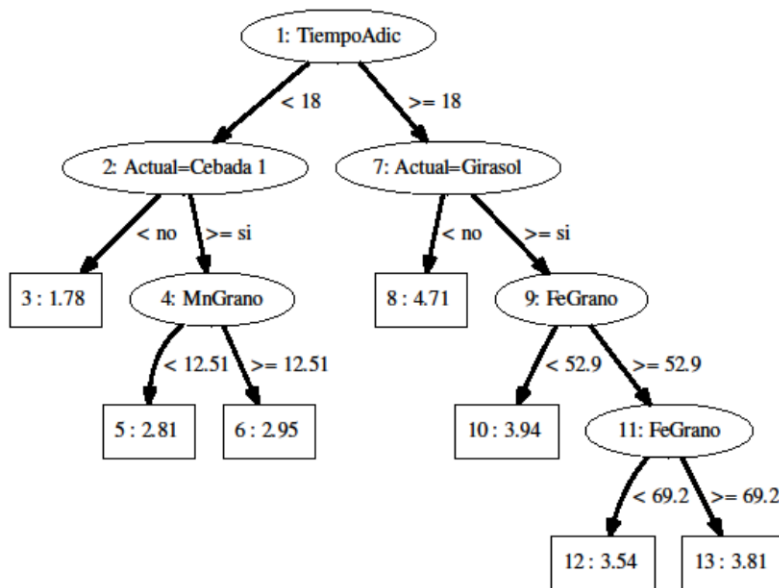 1: TiempoAdic
< 18
>= 18
2: Actual=Cebada 1
7: Actual=Girasol
< no
>= si
< no
>= si
3 : 1.78
4: MnGrano
8 : 4.71
9: FeGrano
< 12.51
>= 12.51
< 52.9
>= 52.9
5 : 2.81
6 : 2.95
10 : 3.94
11: FeGrano
< 69.2
>= 69.2
12 : 3.54
13 : 3.81